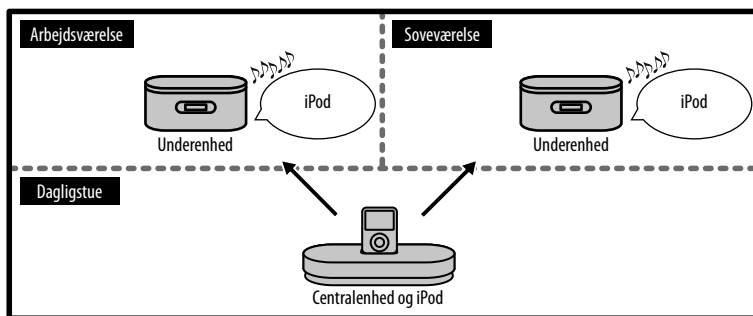 Arbejdsværelse
iPod
Underenhed
Soveværelse
iPod
Underenhed
Dagligstue
Centralenhed og iPod